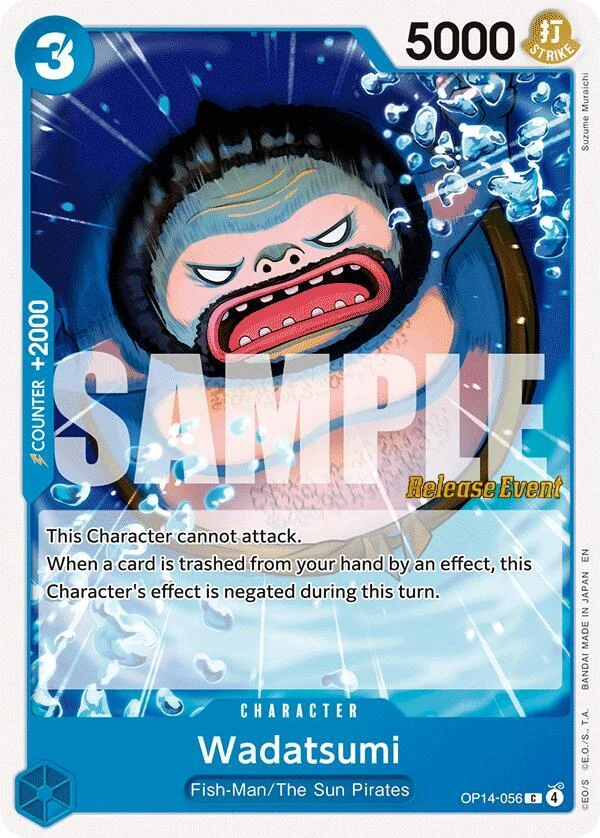 3
5000
打
STRIKE
Suzume Muraichi
COUNTER +2000
SAMPLE
Release Event
This Character cannot attack.
When a card is trashed from your hand by an effect, this
Character's effect is negated during this turn.
CHARACTER
Wadatsumi
Fish-Man/The Sun Pirates
OP14-056 C 4
©EO/S ©E.O./S., T.A. BANDAI MADE IN JAPAN EN